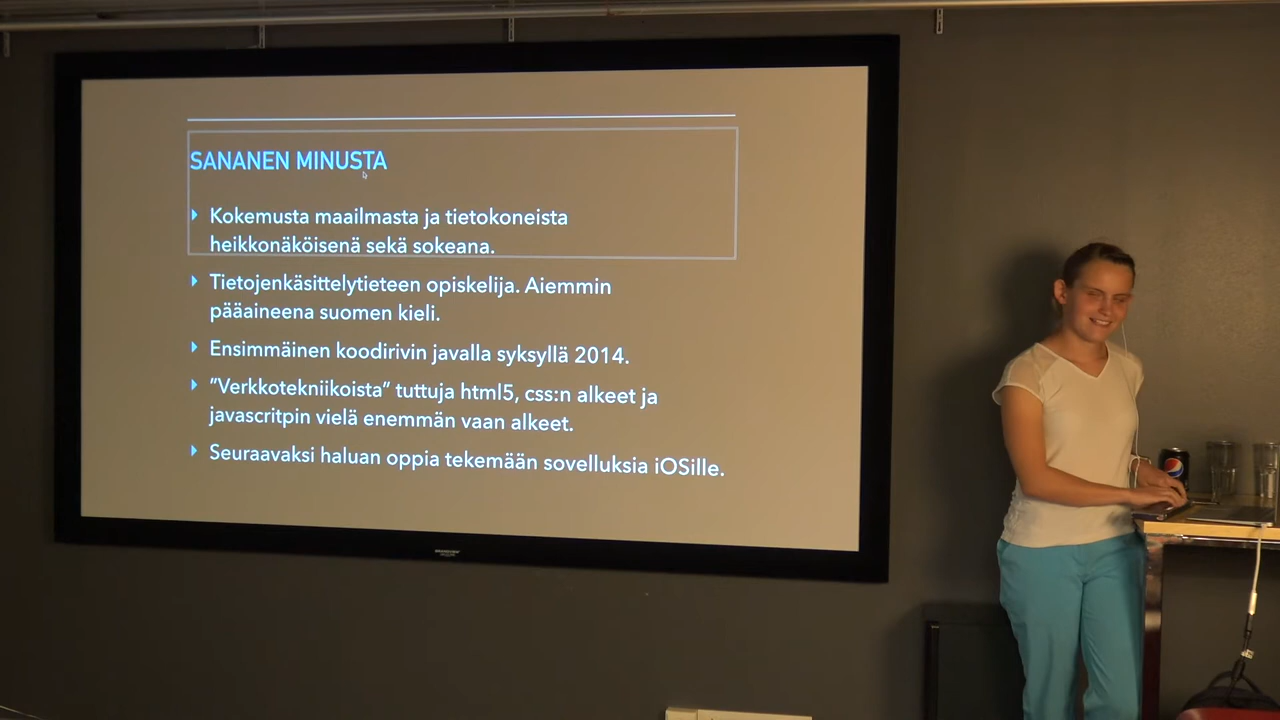 SANANEN MINUSTA
Kokemusta maailmasta ja tietokoneista
heikkonäköisenä sekä sokeana.
Tietojenkäsittelytieteen opiskelija. Aiemmin
pääaineena suomen kieli.
Ensimmäinen koodirivin javalla syksyllä 2014.
”Verkkotekniikoista” tuttuja html5, css:n alkeet ja
javascritpin vielä enemmän vaan alkeet.
Seuraavaksi haluan oppia tekemään sovelluksia iOSille.